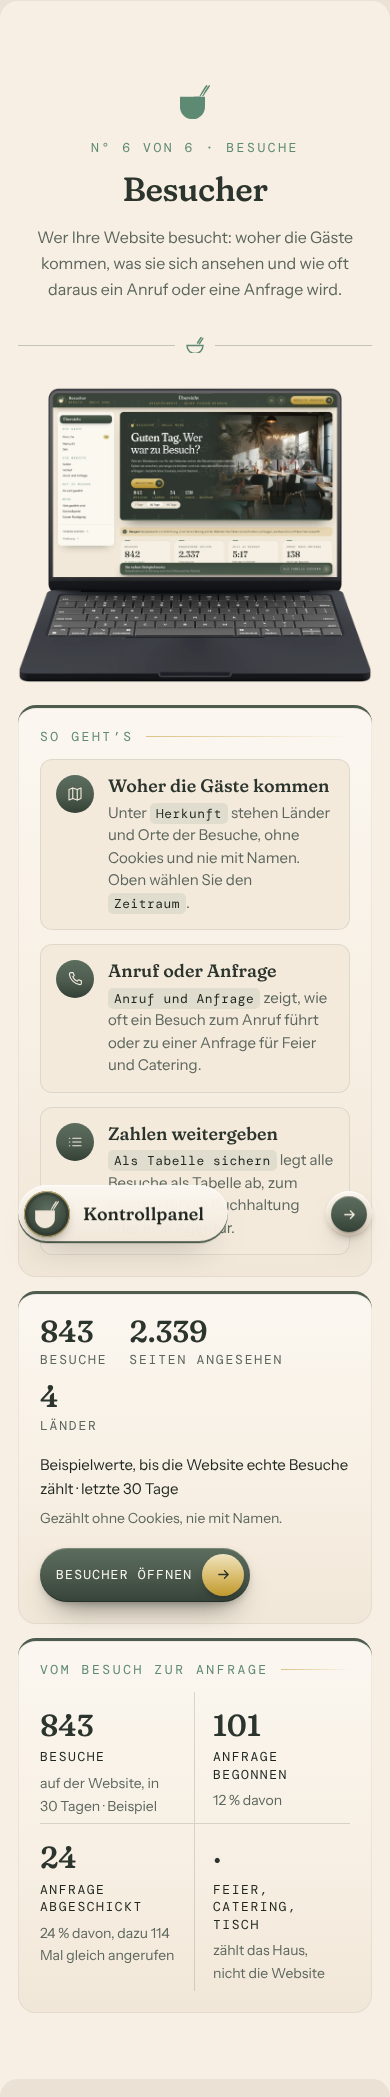 N° 6 VON 6 · BESUCHE
Besucher
Wer Ihre Website besucht: woher die Gäste
kommen, was sie sich ansehen und wie oft
daraus ein Anruf oder eine Anfrage wird.
Besucher
Übersicht
Übersicht
Guten Tag. Wer
war zu Besuch?
842
2.337
5:17
138
SO GEHT’S
Woher die Gäste kommen
Unter Herkunft stehen Länder
und Orte der Besuche, ohne
Cookies und nie mit Namen.
Oben wählen Sie den
Zeitraum.
Anruf oder Anfrage
Anruf und Anfrage zeigt, wie
oft ein Besuch zum Anruf führt
oder zu einer Anfrage für Feier
und Catering.
Zahlen weitergeben
Als Tabelle sichern legt alle
Besuche als Tabelle ab, zum
Kontrollpanel
843
BESUCHE
2.339
SEITEN ANGESEHEN
4
LÄNDER
Beispielwerte, bis die Website echte Besuche
zählt · letzte 30 Tage
Gezählt ohne Cookies, nie mit Namen.
BESUCHER ÖFFNEN
VOM BESUCH ZUR ANFRAGE
843
BESUCHE
auf der Website, in
30 Tagen · Beispiel
101
ANFRAGE
BEGONNEN
12 % davon
24
ANFRAGE
ABGESCHICKT
24 % davon, dazu 114
Mal gleich angerufen
·
FEIER,
CATERING,
TISCH
zählt das Haus,
nicht die Website